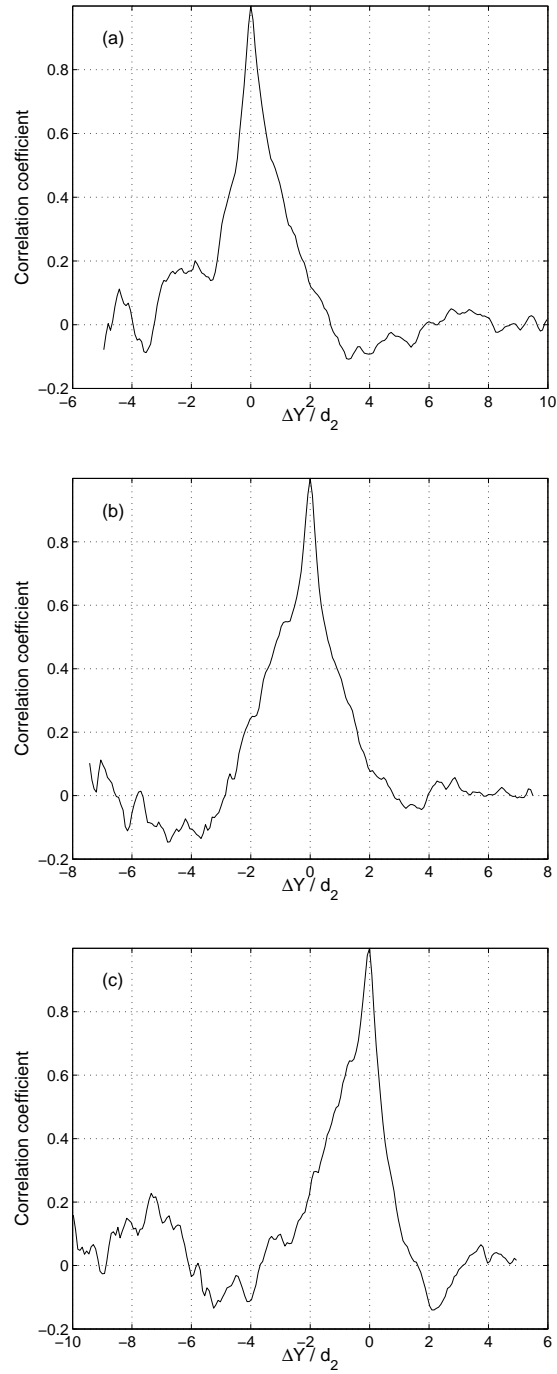 (a)
Correlation coefficient
0.8
0.6
0.4
0.2
0
−0.2
−6 −4 −2 0 2 4 6 8 10
ΔY / d2
(b)
Correlation coefficient
0.8
0.6
0.4
0.2
0
−0.2
−8 −6 −4 −2 0 2 4 6 8
ΔY / d2
(c)
Correlation coefficient
0.8
0.6
0.4
0.2
0
−0.2
−10 −8 −6 −4 −2 0 2 4 6
ΔY / d2